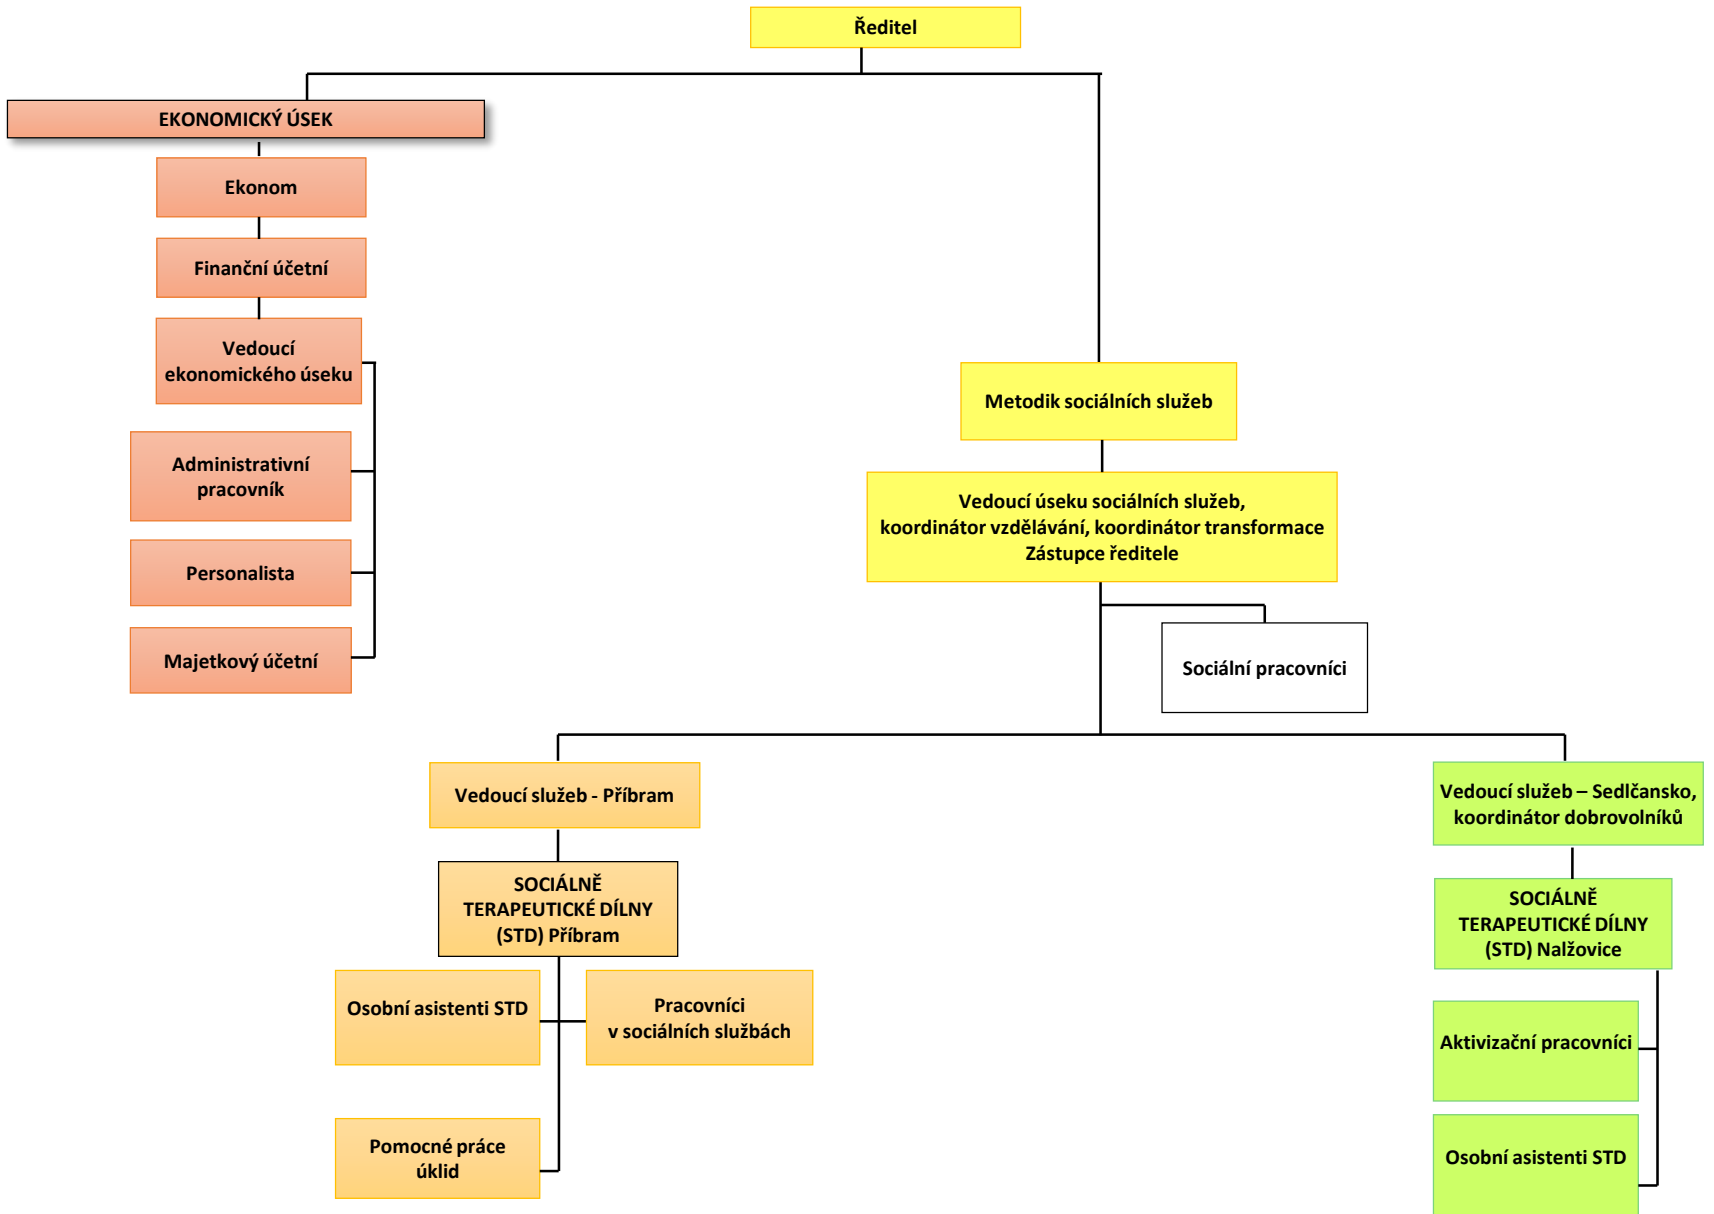 Ředitel
EKONOMICKÝ ÚSEK
Ekonom
Finanční účetní
Vedoucí
ekonomického úseku
Administrativní
pracovník
Personalista
Majetkový účetní
Metodik sociálních služeb
Vedoucí úseku sociálních služeb,
koordinátor vzdělávání, koordinátor transformace
Zástupce ředitele
Sociální pracovníci
Vedoucí služeb - Příbram
SOCIÁLNĚ
TERAPEUTICKÉ DÍLNY
(STD) Příbram
Osobní asistenti STD
Pracovníci
v sociálních službách
Pomocné práce
úklid
Vedoucí služeb – Sedlčansko,
koordinátor dobrovolníků
SOCIÁLNĚ
TERAPEUTICKÉ DÍLNY
(STD) Nalžovice
Aktivizační pracovníci
Osobní asistenti STD